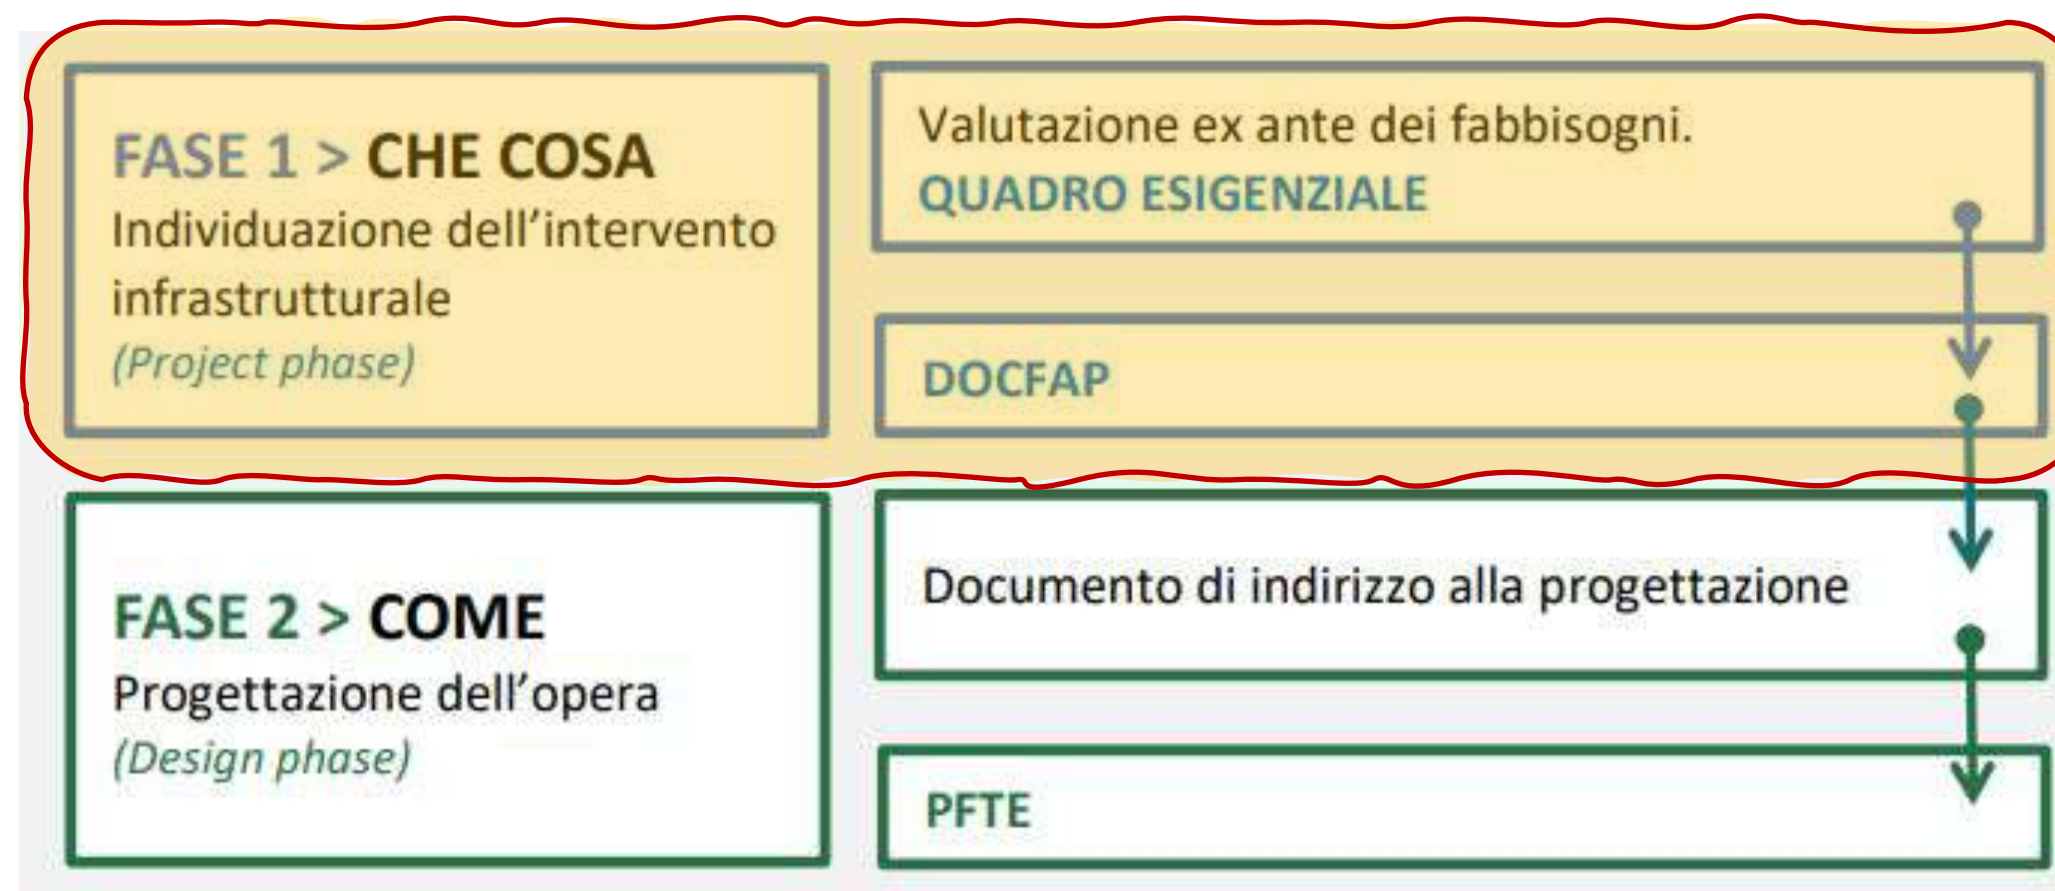 FASE 1 > CHE COSA
Individuazione dell’intervento
infrastrutturale
(Project phase)
Valutazione ex ante dei fabbisogni.
QUADRO ESIGENZIALE
DOCFAP
FASE 2 > COME
Progettazione dell’opera
(Design phase)
Documento di indirizzo alla progettazione
PFTE